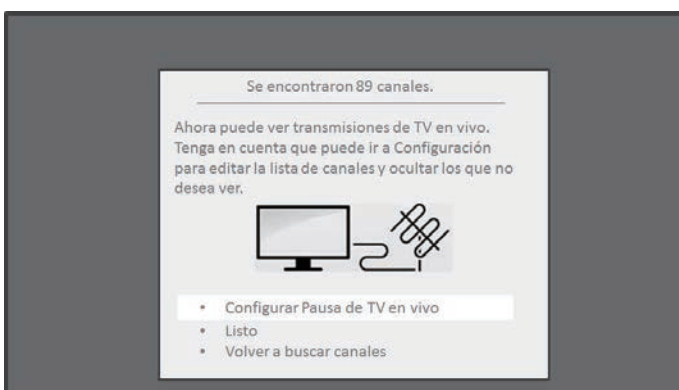 Se encontraron 89 canales.
Ahora puede ver transmisiones de TV en vivo.
Tenga en cuenta que puede ir a Configuración
para editar la lista de canales y ocultar los que no
desea ver.
• Configurar Pausa de TV en vivo
• Listo
• Volver a buscar canales